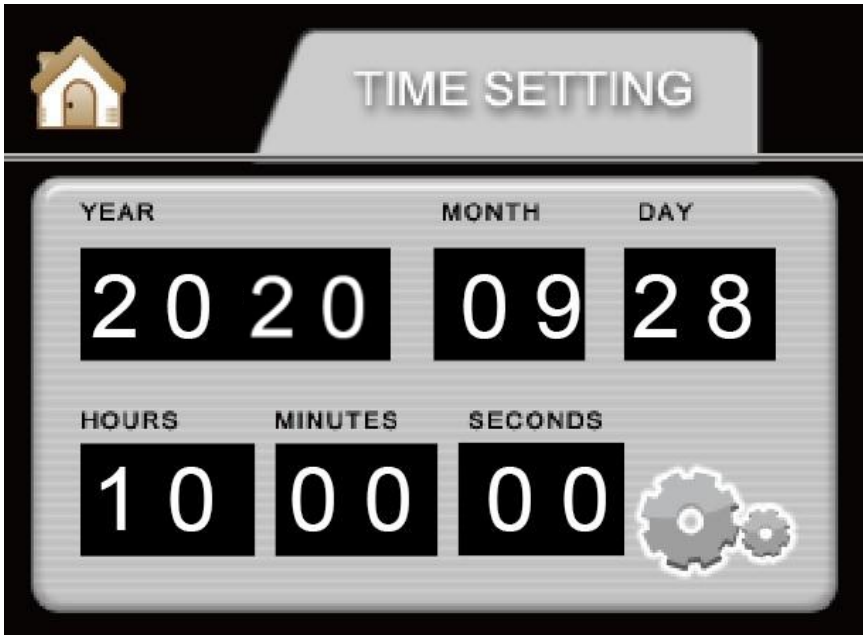 TIME SETTING
YEAR MONTH DAY
2020 09 28
HOURS MINUTES SECONDS
10 00 00